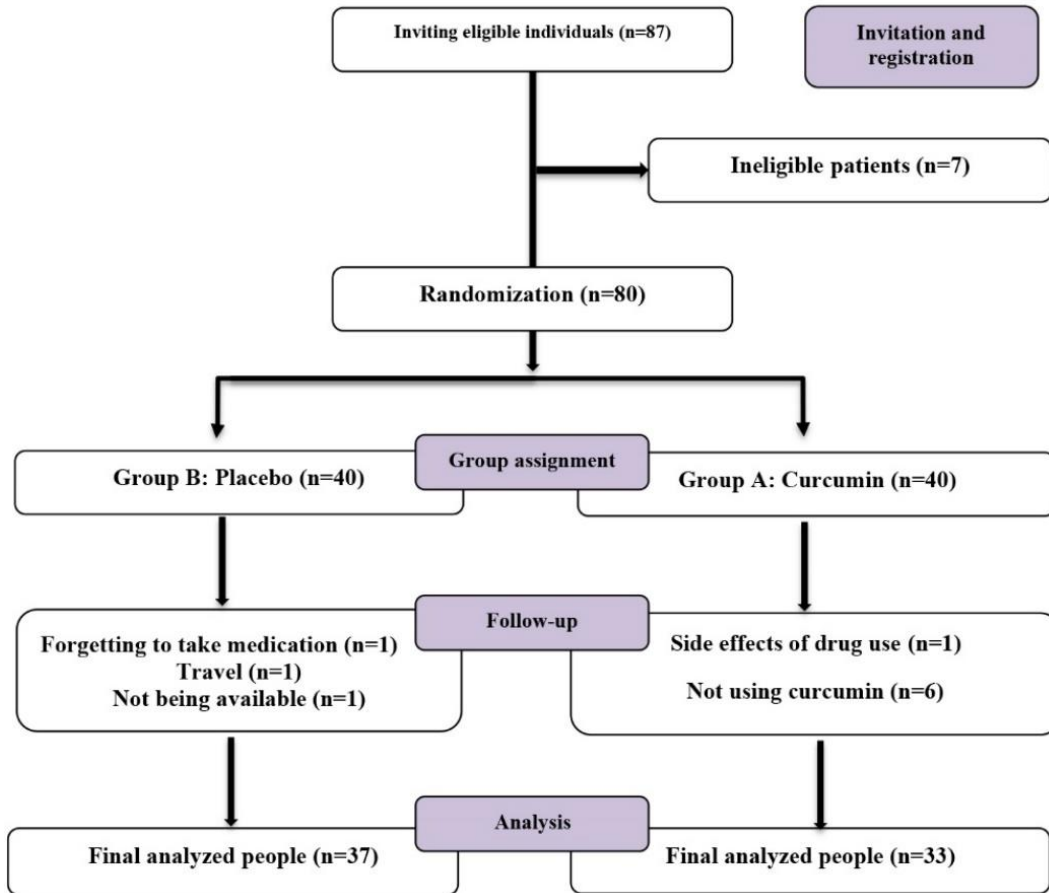 Inviting eligible individuals (n=87)
Invitation and
registration
Ineligible patients (n=7)
Randomization (n=80)
Group assignment
Group B: Placebo (n=40)
Group A: Curcumin (n=40)
Follow-up
Forgetting to take medication (n=1)
Travel (n=1)
Not being available (n=1)
Side effects of drug use (n=1)
Not using curcumin (n=6)
Analysis
Final analyzed people (n=37)
Final analyzed people (n=33)